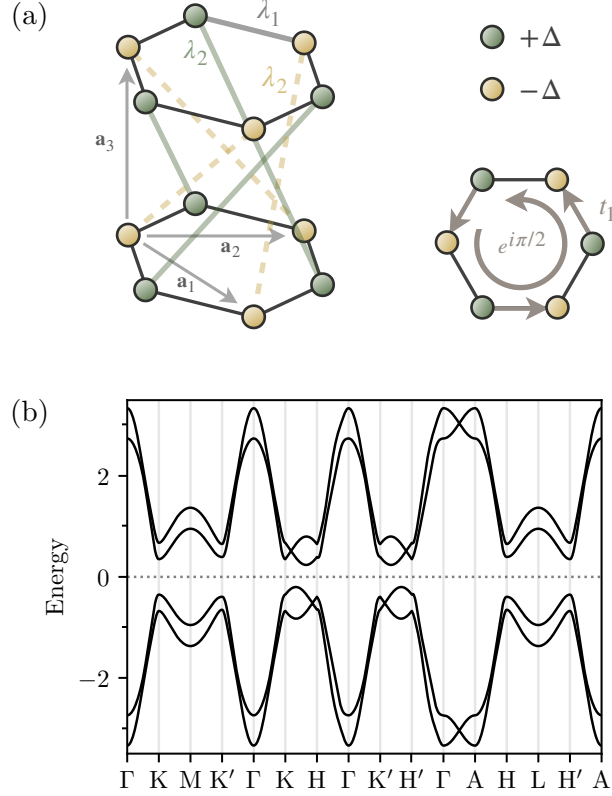 (a)
λ₁
λ₂
λ₂
+Δ
−Δ
a₃
a₂
a₁
t₁
e^{iπ/2}
(b)
Energy
2
0
−2
Γ K M K′ Γ K H Γ K′ H′ Γ A H L H′ A